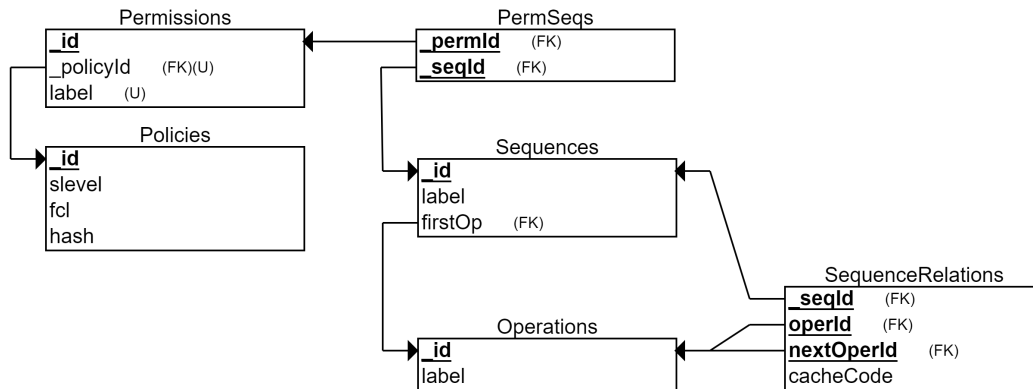 Permissions
_id
_policyId (FK)(U)
label (U)
Policies
_id
slevel
fcl
hash
PermSeqs
_permId (FK)
_seqId (FK)
Sequences
_id
label
firstOp (FK)
Operations
_id
label
SequenceRelations
_seqId (FK)
operId (FK)
nextOperId (FK)
cacheCode